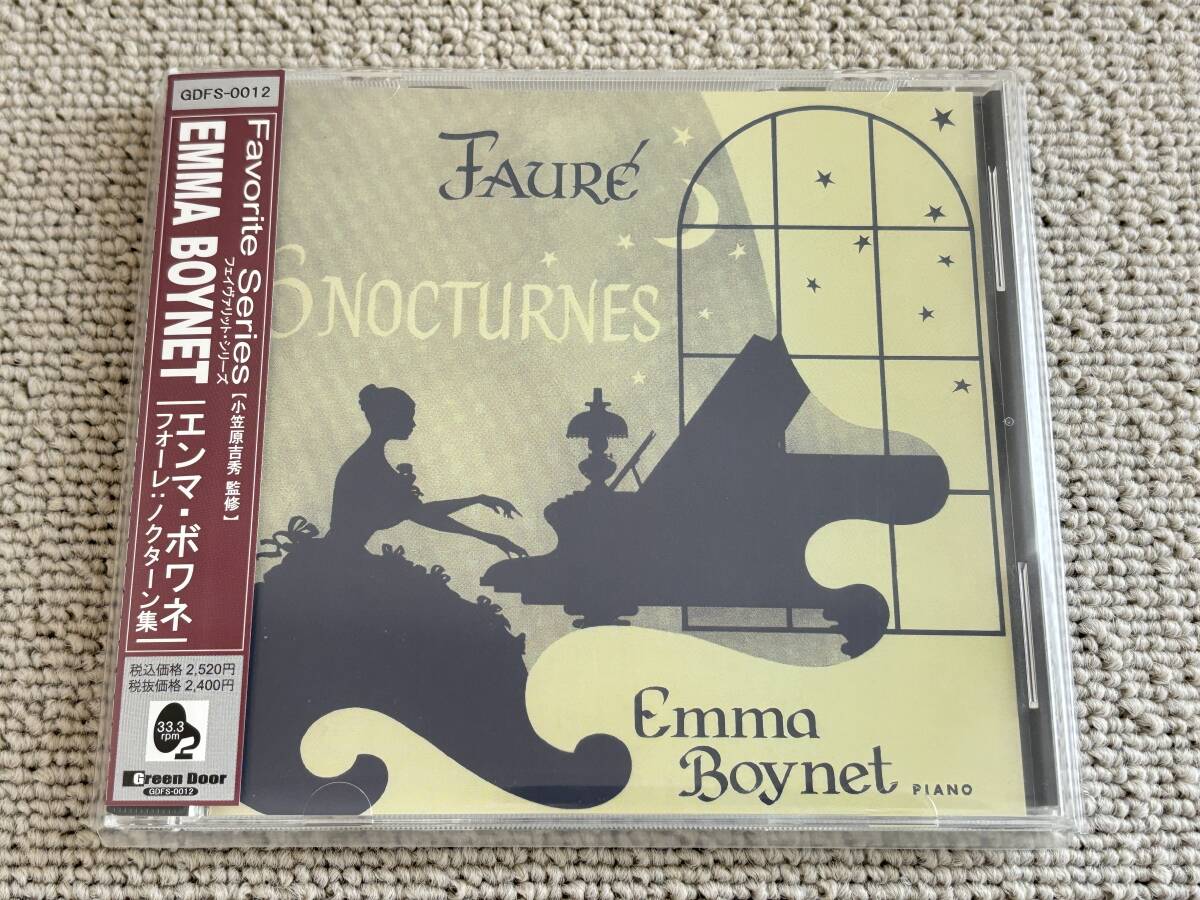 GDFS-0012
Favorite Series【小笠原吉秀 監修】
フェイヴァリット・シリーズ
EMMA BOYNET｜エンマ・ボワネ｜
フォーレ：ノクターン集
税込価格 2,520円
税抜価格 2,400円
33.3
rpm
Green Door
GDFS-0012
FAURÉ
6 NOCTURNES
Emma
Boynet PIANO